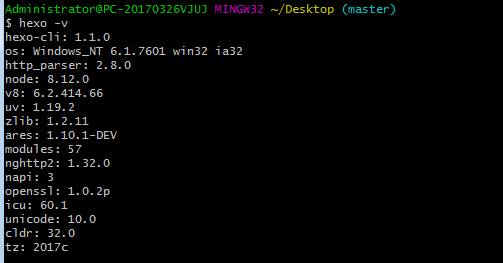 Administrator@PC-20170326VJUJ MINGW32 ~/Desktop (master)
$ hexo -v
hexo-cli: 1.1.0
os: Windows_NT 6.1.7601 win32 ia32
http_parser: 2.8.0
node: 8.12.0
v8: 6.2.414.66
uv: 1.19.2
zlib: 1.2.11
ares: 1.10.1-DEV
modules: 57
nghttp2: 1.32.0
napi: 3
openssl: 1.0.2p
icu: 60.1
unicode: 10.0
cldr: 32.0
tz: 2017c